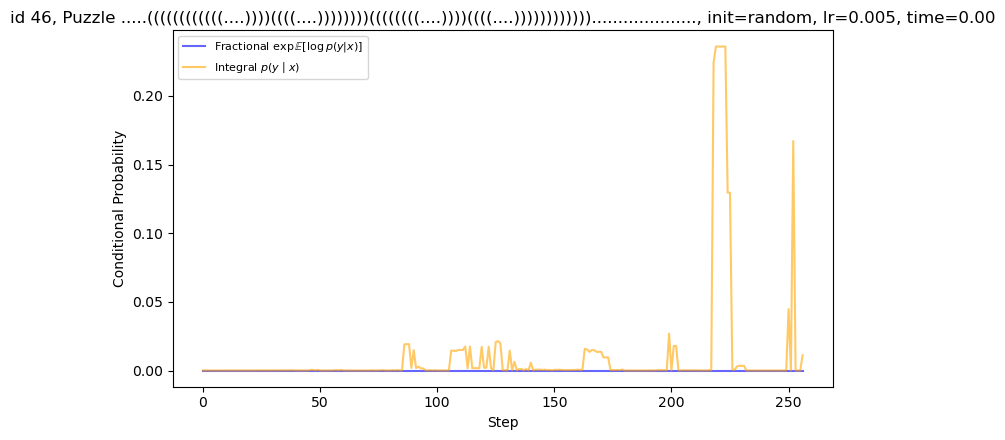 id 46, Puzzle .....((((((((((((....))))((((....))))))))((((((((....))))((((....))))))))))))....................., init=random, lr=0.005, time=0.00
Fractional exp𝔼[log p(y|x)]
Integral p(y | x)
Conditional Probability
0.20
0.15
0.10
0.05
0.00
0 50 100 150 200 250
Step